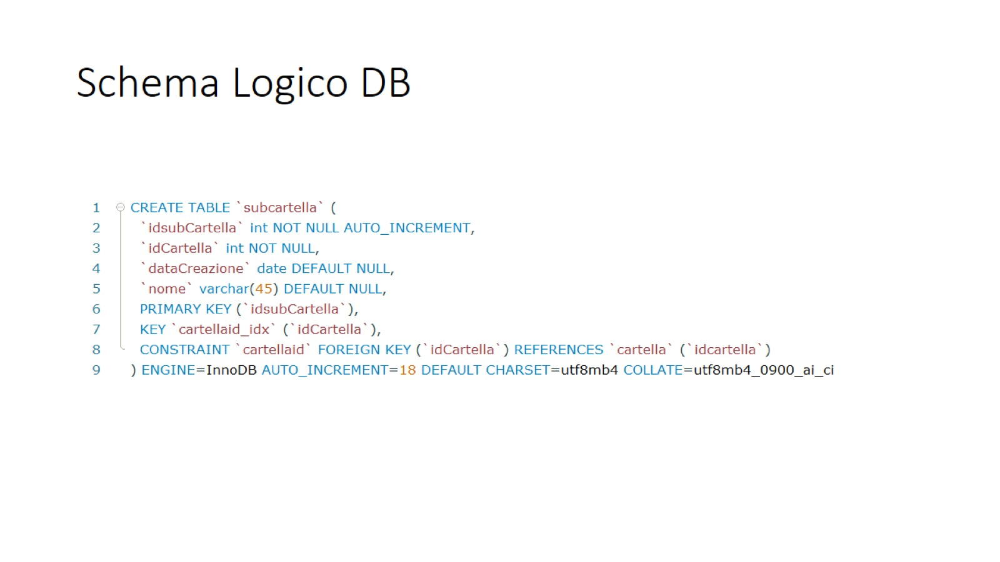 Schema Logico DB
1 CREATE TABLE `subcartella` (
2 `idsubCartella` int NOT NULL AUTO_INCREMENT,
3 `idCartella` int NOT NULL,
4 `dataCreazione` date DEFAULT NULL,
5 `nome` varchar(45) DEFAULT NULL,
6 PRIMARY KEY (`idsubCartella`),
7 KEY `cartellaid_idx` (`idCartella`),
8 CONSTRAINT `cartellaid` FOREIGN KEY (`idCartella`) REFERENCES `cartella` (`idcartella`)
9 ) ENGINE=InnoDB AUTO_INCREMENT=18 DEFAULT CHARSET=utf8mb4 COLLATE=utf8mb4_0900_ai_ci